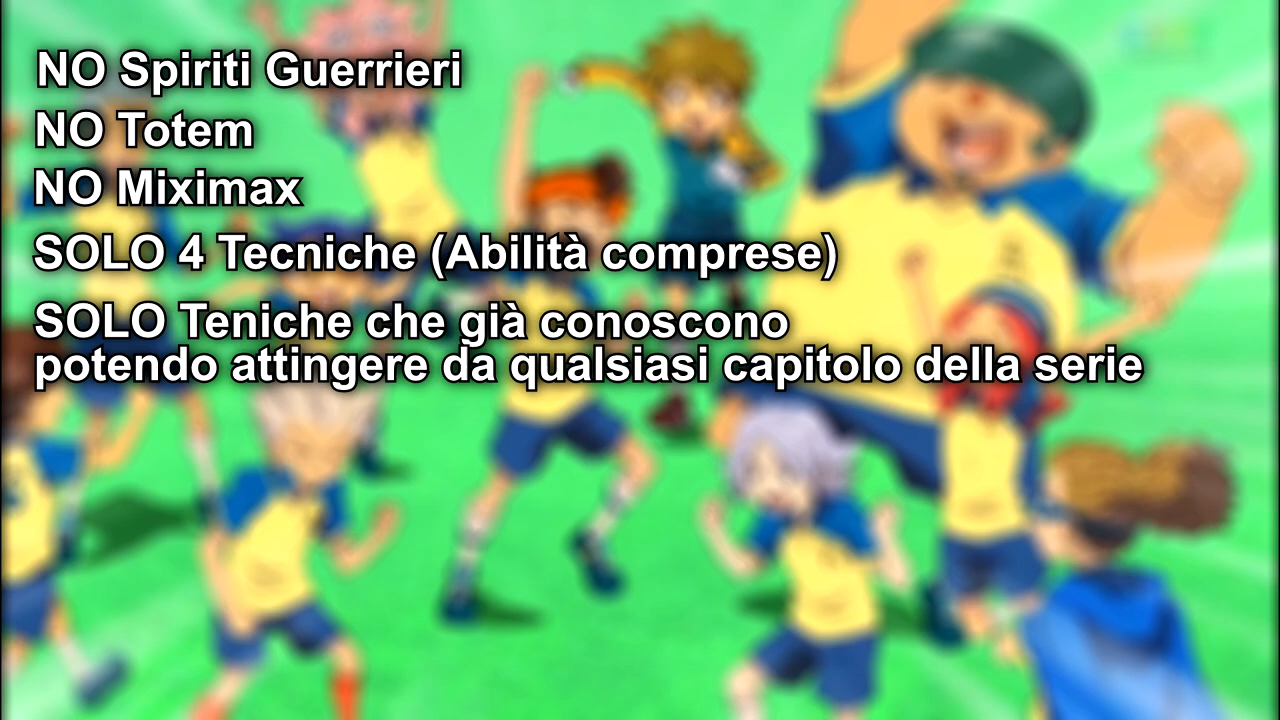 NO Spiriti Guerrieri
NO Totem
NO Miximax
SOLO 4 Tecniche (Abilità comprese)
SOLO Teniche che già conoscono
potendo attingere da qualsiasi capitolo della serie